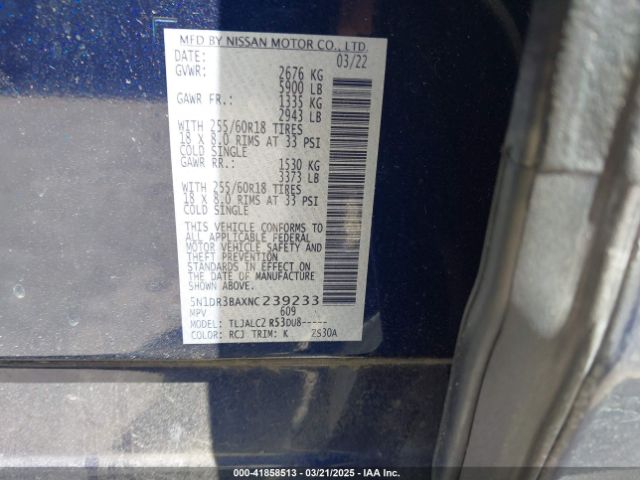 MFD BY NISSAN MOTOR CO., LTD.
DATE: 03/22
GVWR: 2676 KG
5900 LB
GAWR FR.: 1335 KG
2943 LB
WITH 255/60R18 TIRES
18 X 8.0 RIMS AT 33 PSI
COLD SINGLE
GAWR RR.: 1530 KG
3373 LB
WITH 255/60R18 TIRES
18 X 8.0 RIMS AT 33 PSI
COLD SINGLE
THIS VEHICLE CONFORMS TO
ALL APPLICABLE FEDERAL
MOTOR VEHICLE SAFETY AND
THEFT PREVENTION
STANDARDS IN EFFECT ON
THE DATE OF MANUFACTURE
SHOWN ABOVE.
5N1DR3BAXNC239233
MPV 609
MODEL: TLJALC2 R53DU8-----
COLOR: RCJ TRIM: K ZS30A
000-41858513 - 03/21/2025 - IAA Inc.